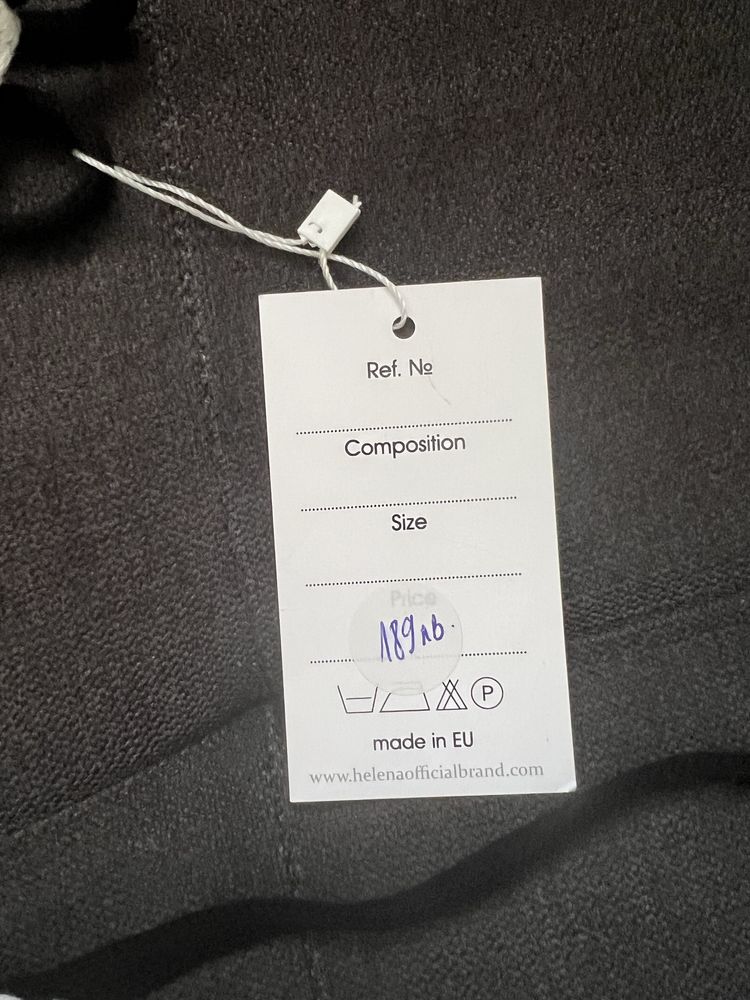 Ref. №
Composition
Size
Price
189лв.
P
made in EU
www.helenaofficialbrand.com